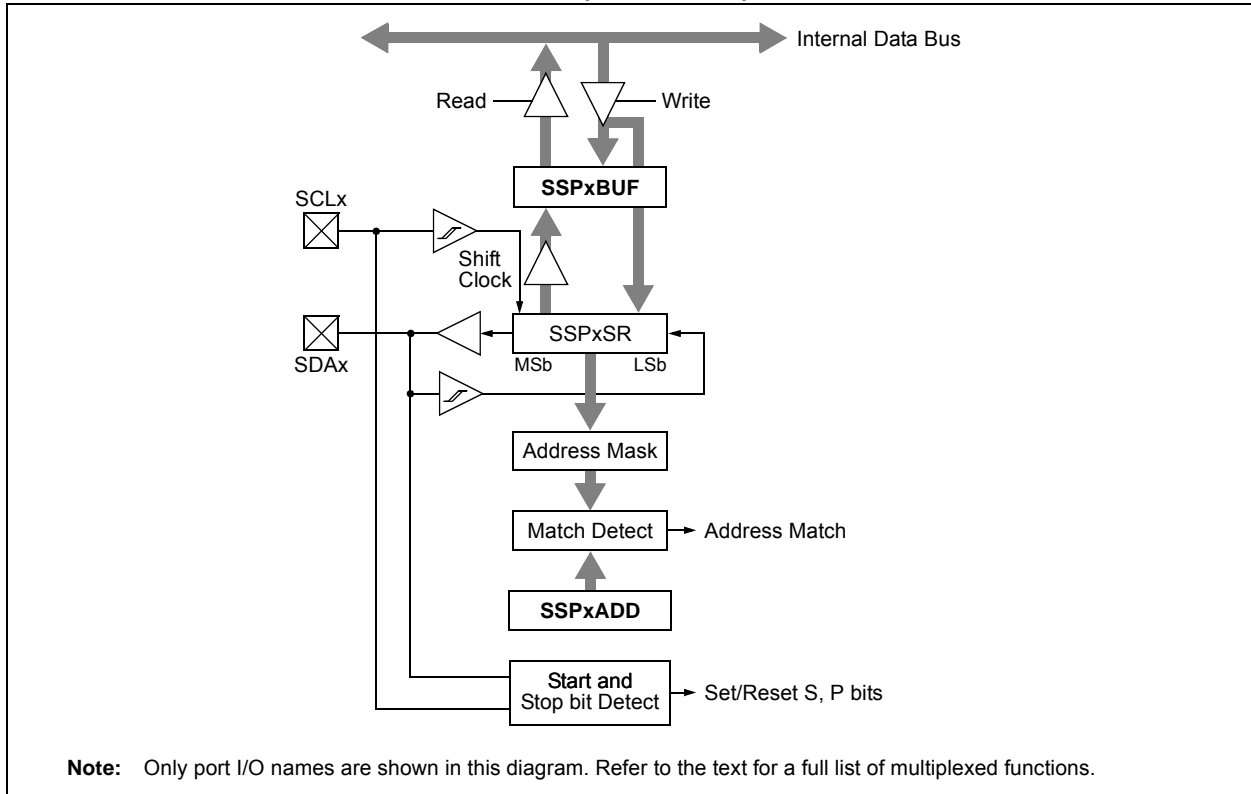 Internal Data Bus
Read
Write
SSPxBUF
SCLx
Shift
Clock
SSPxSR
SDAx
MSb
LSb
Address Mask
Match Detect
Address Match
SSPxADD
Start and
Stop bit Detect
Set/Reset S, P bits
Note: Only port I/O names are shown in this diagram. Refer to the text for a full list of multiplexed functions.